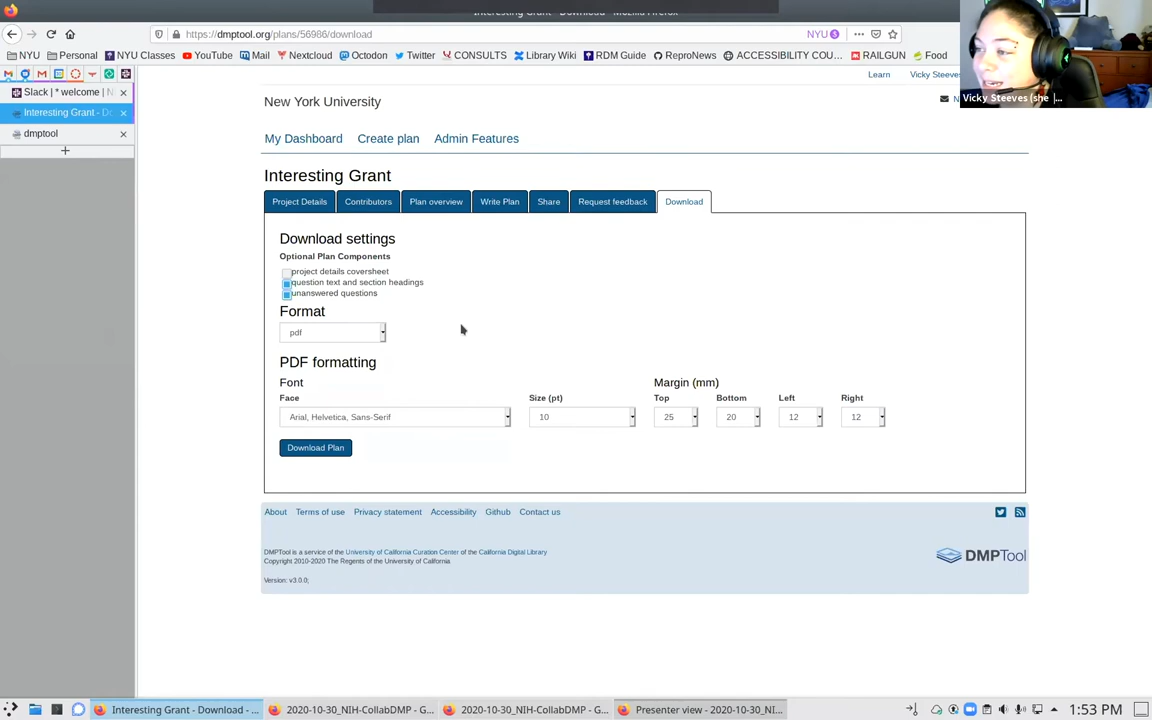 https://dmptool.org/plans/56986/download
NYU
NYU Personal NYU Classes YouTube Mail Nextcloud Octodon Twitter CONSULTS Library Wiki RDM Guide ReproNews ACCESSIBILITY COU... RAILGUN Food
Learn Vicky Steeves
Slack | * welcome | N
Vicky Steeves (she |...
New York University
Interesting Grant - Do
dmptool
+
My Dashboard Create plan Admin Features
Interesting Grant
Project Details Contributors Plan overview Write Plan Share Request feedback Download
Download settings
Optional Plan Components
project details coversheet
question text and section headings
unanswered questions
Format
pdf
PDF formatting
Font Margin (mm)
Face Size (pt) Top Bottom Left Right
Arial, Helvetica, Sans-Serif 10 25 20 12 12
Download Plan
About Terms of use Privacy statement Accessibility Github Contact us
DMPTool is a service of the University of California Curation Center of the California Digital Library
Copyright 2010-2020 The Regents of the University of California
DMPTool
Version: v3.0.0;
Interesting Grant - Download - ... 2020-10-30_NIH-CollabDMP - G... 2020-10-30_NIH-CollabDMP - G... Presenter view - 2020-10-30_NI... 1:53 PM